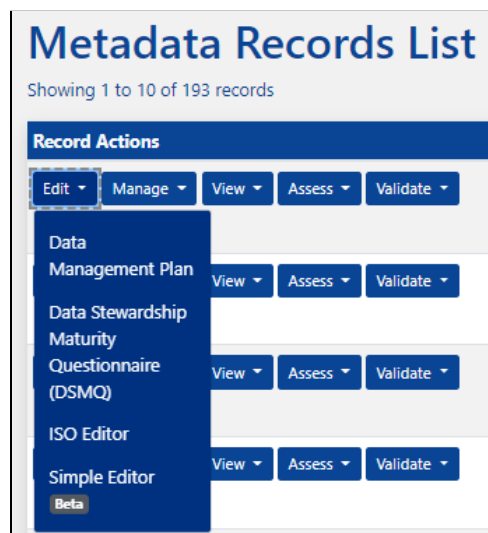 Metadata Records List
Showing 1 to 10 of 193 records
Record Actions
Edit Manage View Assess Validate
Data
Management Plan
View Assess Validate
Data Stewardship
Maturity
Questionnaire
(DSMQ)
View Assess Validate
ISO Editor
Simple Editor
Beta
View Assess Validate